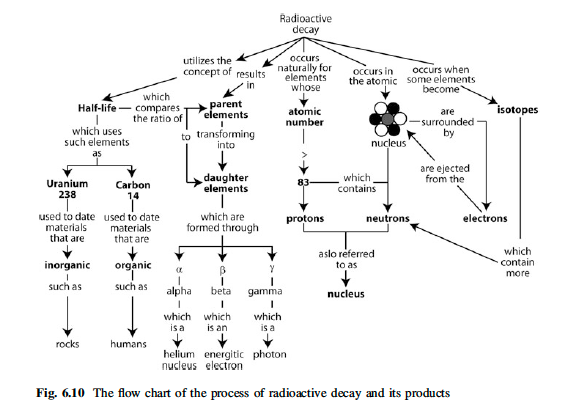 Radioactive
decay
utilizes the
concept of
results
in
occurs
naturally for
elements
whose
occurs in
the atomic
occurs when
some elements
become
Half-life
which
compares
the ratio of
parent
elements
atomic
number
nucleus
are
surrounded
by
isotopes
which uses
such elements
as
to
transforming
into
>
are ejected
from the
Uranium
238
Carbon
14
daughter
elements
83
which
contains
used to date
materials
that are
used to date
materials
that are
which are
formed through
protons
neutrons
electrons
inorganic
organic
α
β
γ
aslo referred
to as
which
contain
more
such as
such as
alpha
beta
gamma
nucleus
which
is a
which
is an
which
is a
rocks
humans
helium
nucleus
energitic
electron
photon
Fig. 6.10 The flow chart of the process of radioactive decay and its products